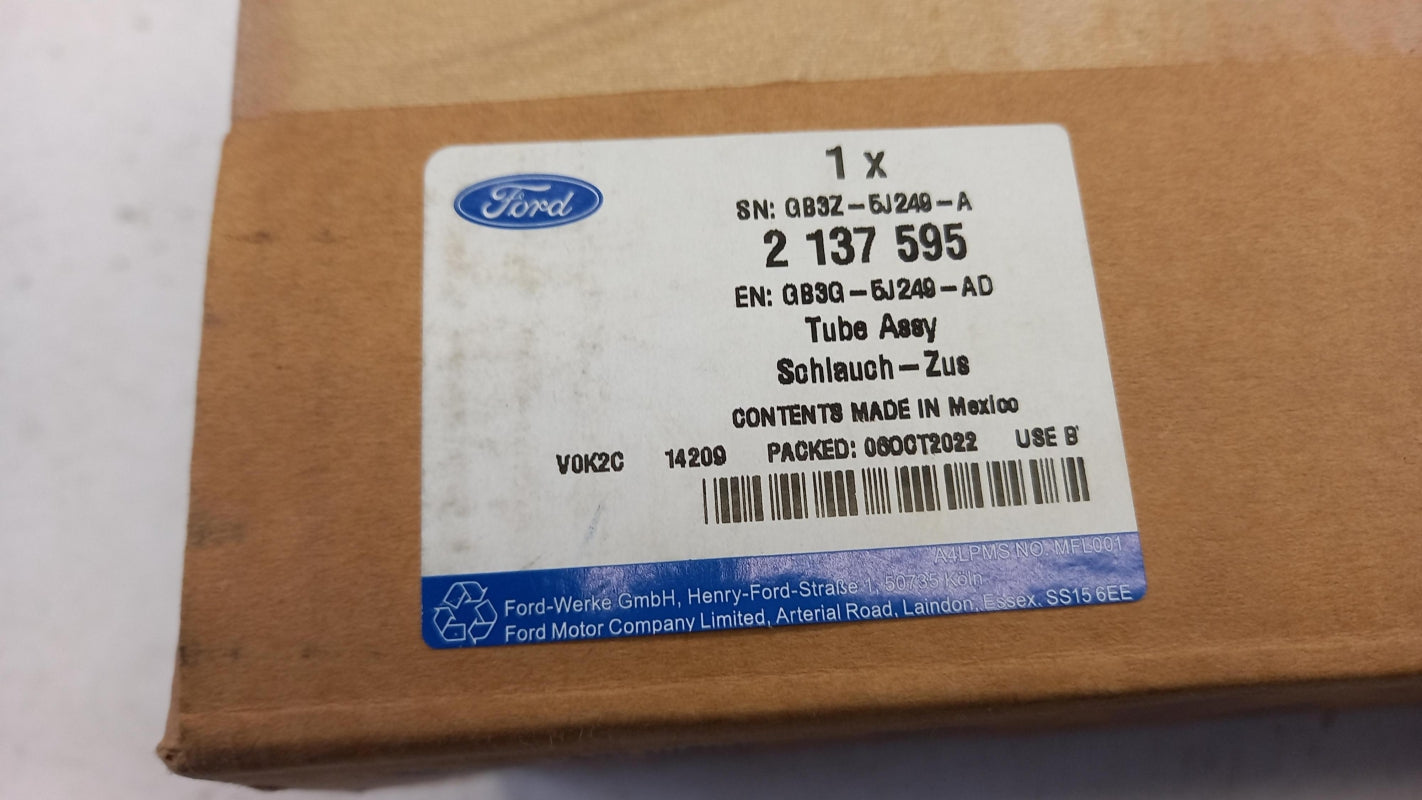 Ford
1 x
SN: GB3Z-5J249-A
2 137 595
EN: GB3G-5J249-AD
Tube Assy
Schlauch-Zus
CONTENTS MADE IN Mexico
V0K2C 14209 PACKED: 06OCT2022 USE B
A4LPMS NO. MFL001
Ford-Werke GmbH, Henry-Ford-Straße 1, 50735 Köln
Ford Motor Company Limited, Arterial Road, Laindon, Essex. SS15 6EE